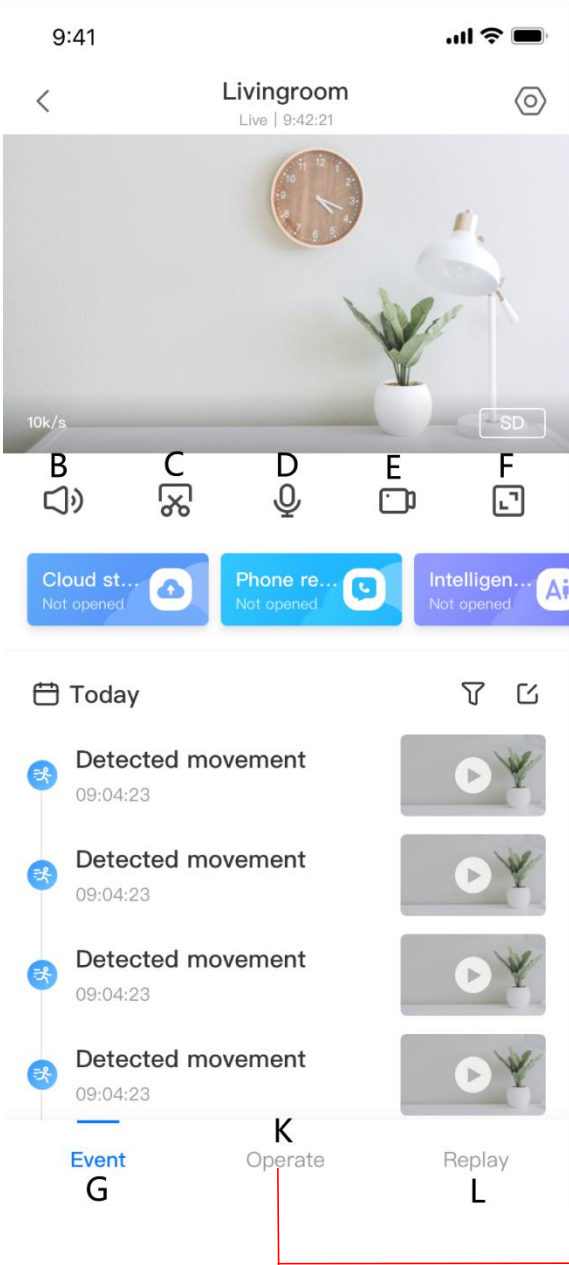 9:41
Livingroom
Live | 9:42:21
10k/s
SD
B C D E F
Cloud st... Phone re... Intelligen...
Not opened Not opened Not opened
Today
Detected movement
09:04:23
Detected movement
09:04:23
Detected movement
09:04:23
Detected movement
09:04:23
K
Event Operate Replay
G L